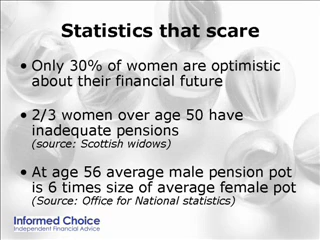 Statistics that scare
• Only 30% of women are optimistic
about their financial future
• 2/3 women over age 50 have
inadequate pensions
(source: Scottish widows)
• At age 56 average male pension pot
is 6 times size of average female pot
(Source: Office for National statistics)
Informed Choice
Independent Financial Advice